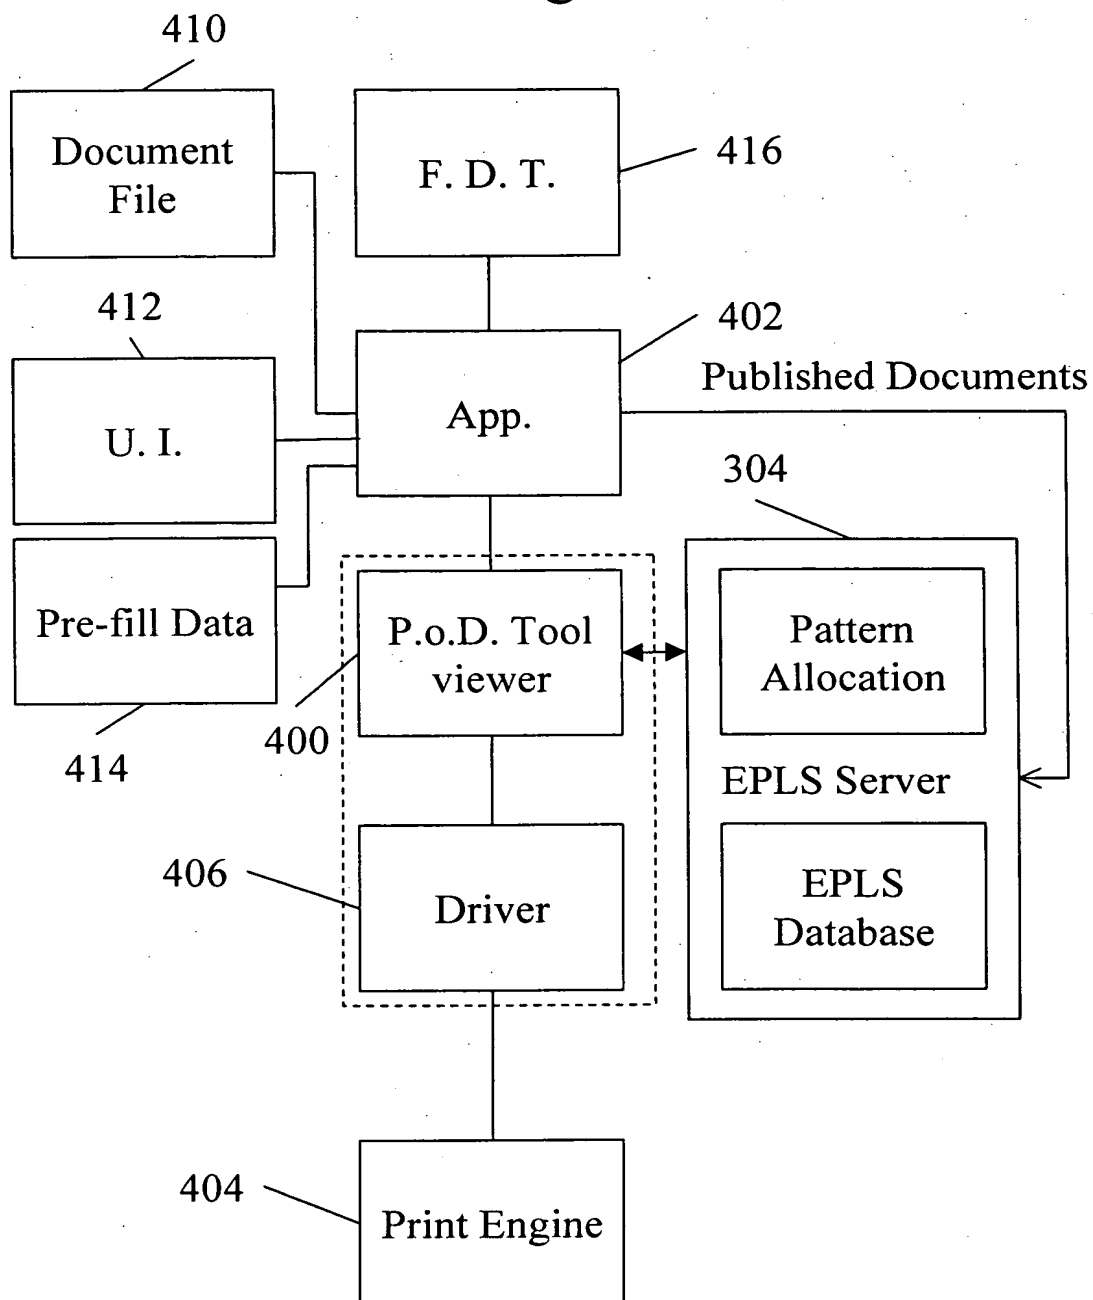 410
Document
File
F. D. T.
416
412
U. I.
App.
402
Published Documents
304
Pre-fill Data
414
P.o.D. Tool
viewer
400
Pattern
Allocation
EPLS Server
406
Driver
EPLS
Database
404
Print Engine